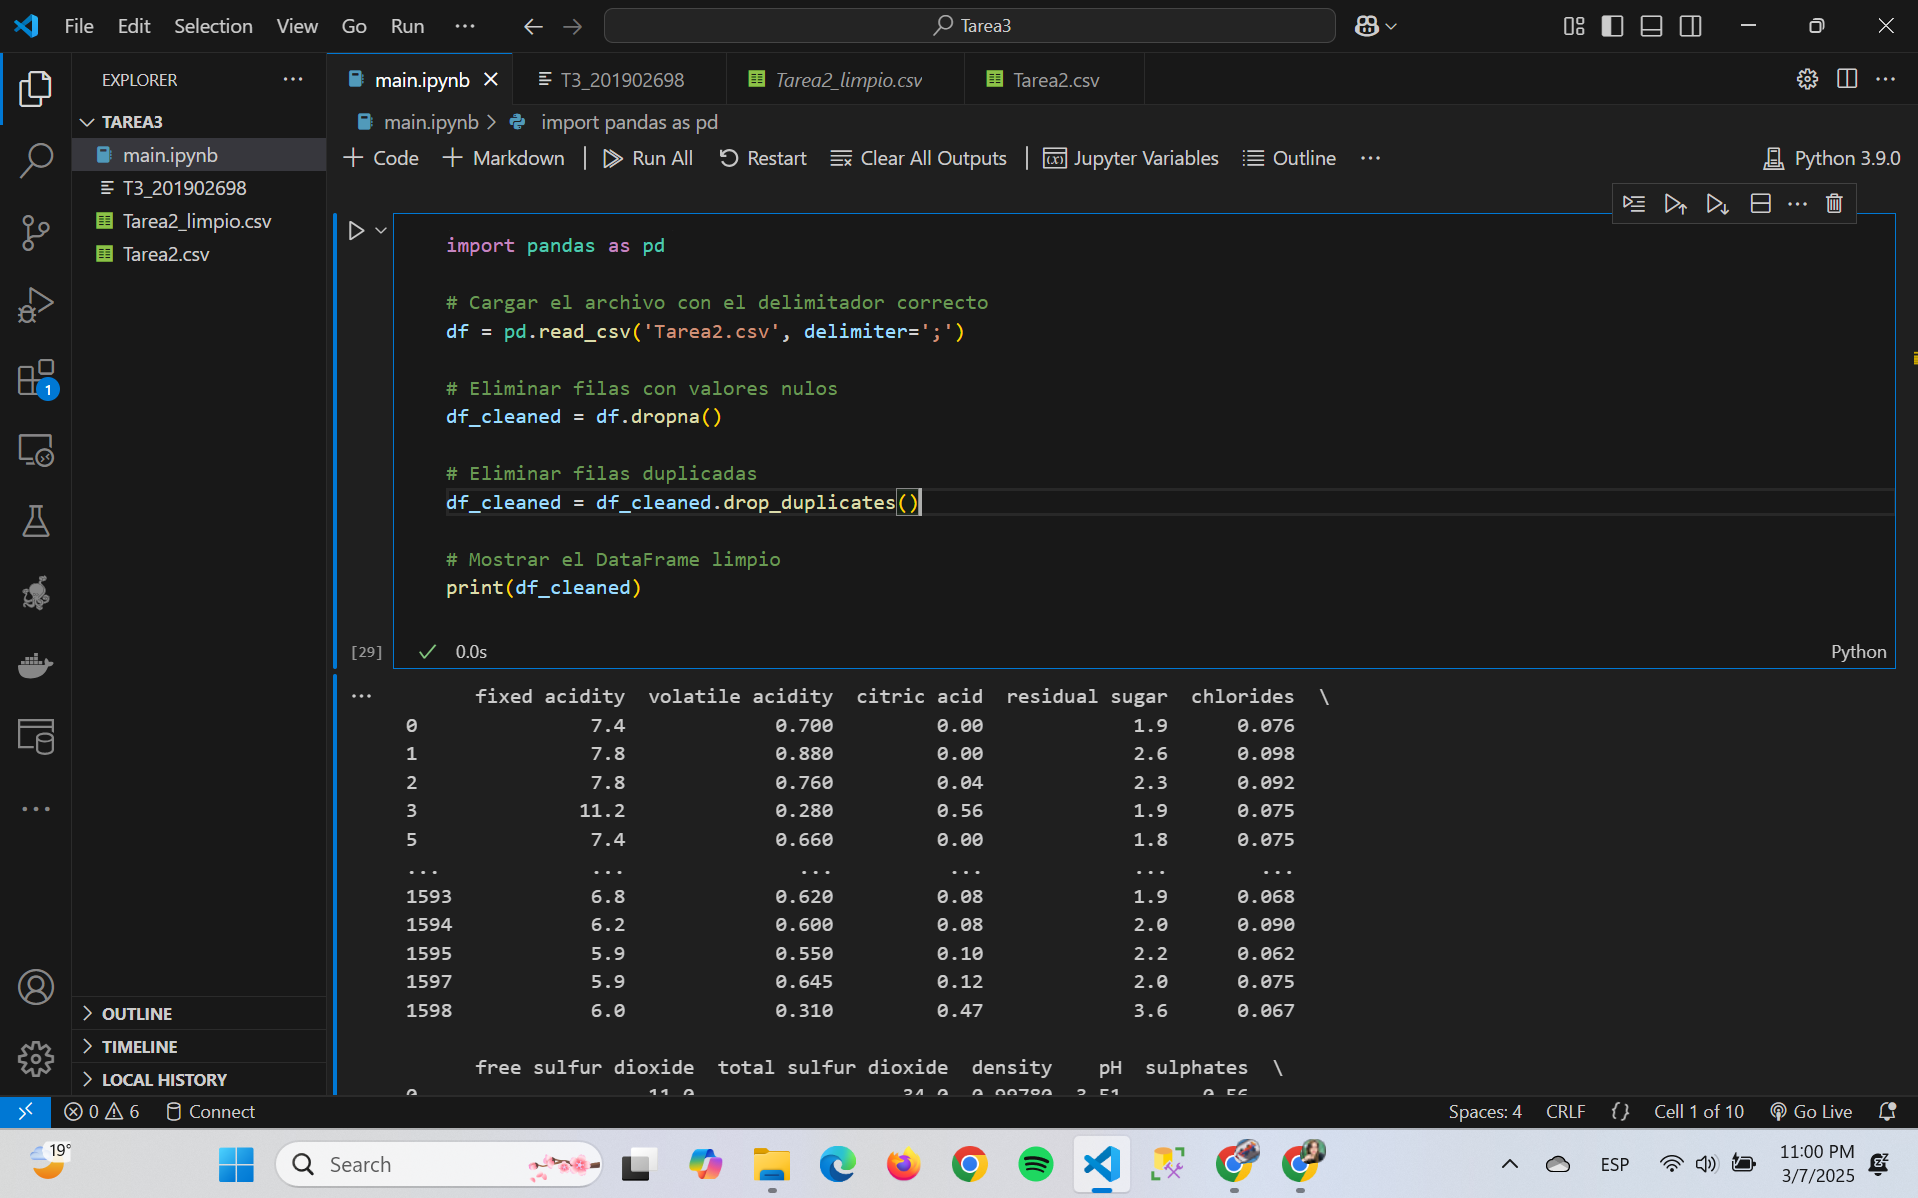 File Edit Selection View Go Run ··· Tarea3
EXPLORER ···
TAREA3
main.ipynb
T3_201902698
Tarea2_limpio.csv
Tarea2.csv
OUTLINE
TIMELINE
LOCAL HISTORY
1
main.ipynb T3_201902698 Tarea2_limpio.csv Tarea2.csv
main.ipynb > import pandas as pd
+ Code + Markdown | Run All Restart Clear All Outputs | Jupyter Variables Outline ··· Python 3.9.0
import pandas as pd
# Cargar el archivo con el delimitador correcto
df = pd.read_csv('Tarea2.csv', delimiter=';')
# Eliminar filas con valores nulos
df_cleaned = df.dropna()
# Eliminar filas duplicadas
df_cleaned = df_cleaned.drop_duplicates()
# Mostrar el DataFrame limpio
print(df_cleaned)
[29] 0.0s Python
fixed acidity volatile acidity citric acid residual sugar chlorides \
0 7.4 0.700 0.00 1.9 0.076
1 7.8 0.880 0.00 2.6 0.098
2 7.8 0.760 0.04 2.3 0.092
3 11.2 0.280 0.56 1.9 0.075
5 7.4 0.660 0.00 1.8 0.075
... ... ... ... ... ...
1593 6.8 0.620 0.08 1.9 0.068
1594 6.2 0.600 0.08 2.0 0.090
1595 5.9 0.550 0.10 2.2 0.062
1597 5.9 0.645 0.12 2.0 0.075
1598 6.0 0.310 0.47 3.6 0.067
free sulfur dioxide total sulfur dioxide density pH sulphates \
0 11.0 34.0 0.99780 3.51 0.56
0 6 Connect Spaces: 4 CRLF {} Cell 1 of 10 Go Live
19° Search ESP 11:00 PM
3/7/2025